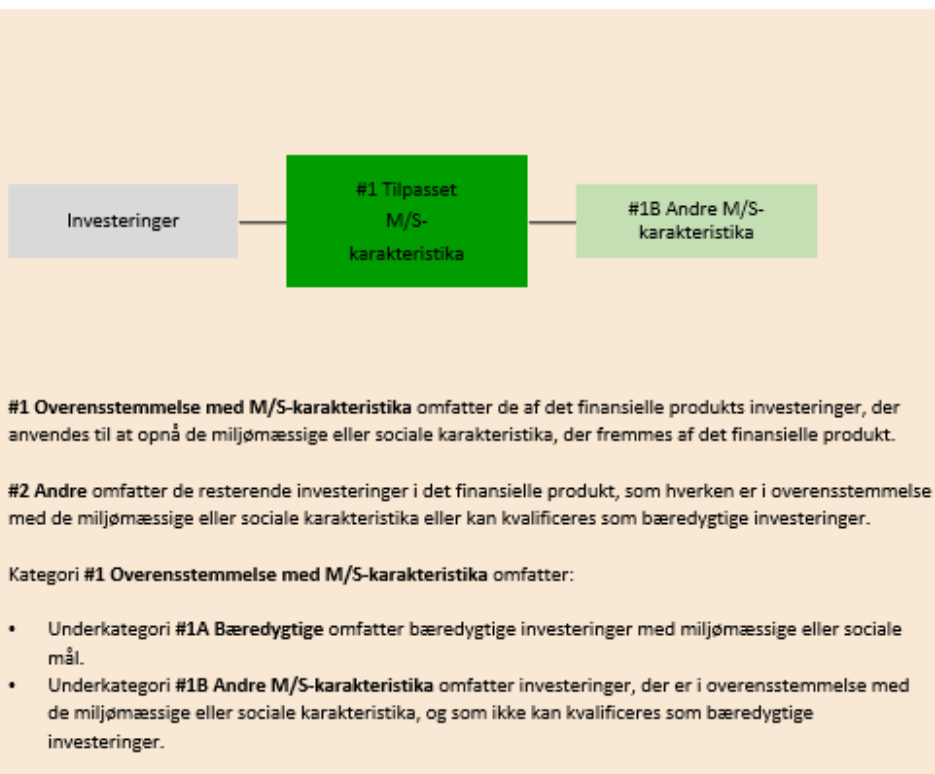 Investeringer
#1 Tilpasset
M/S-
karakteristika
#1B Andre M/S-
karakteristika
#1 Overensstemmelse med M/S-karakteristika omfatter de af det finansielle produkts investeringer, der
anvendes til at opnå de miljømæssige eller sociale karakteristika, der fremmes af det finansielle produkt.
#2 Andre omfatter de resterende investeringer i det finansielle produkt, som hverken er i overensstemmelse
med de miljømæssige eller sociale karakteristika eller kan kvalificeres som bæredygtige investeringer.
Kategori #1 Overensstemmelse med M/S-karakteristika omfatter:
• Underkategori #1A Bæredygtige omfatter bæredygtige investeringer med miljømæssige eller sociale
mål.
• Underkategori #1B Andre M/S-karakteristika omfatter investeringer, der er i overensstemmelse med
de miljømæssige eller sociale karakteristika, og som ikke kan kvalificeres som bæredygtige
investeringer.